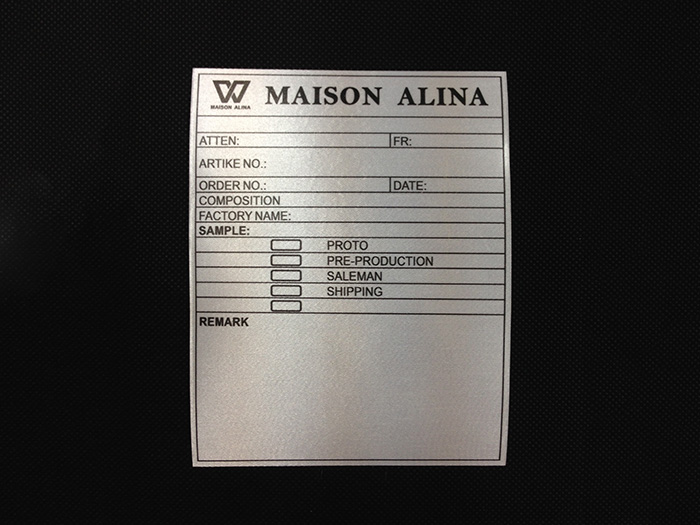 MAISON ALINA
MAISON ALINA
ATTEN: FR:
ARTIKE NO.:
ORDER NO.: DATE:
COMPOSITION
FACTORY NAME:
SAMPLE:
PROTO
PRE-PRODUCTION
SALEMAN
SHIPPING
REMARK